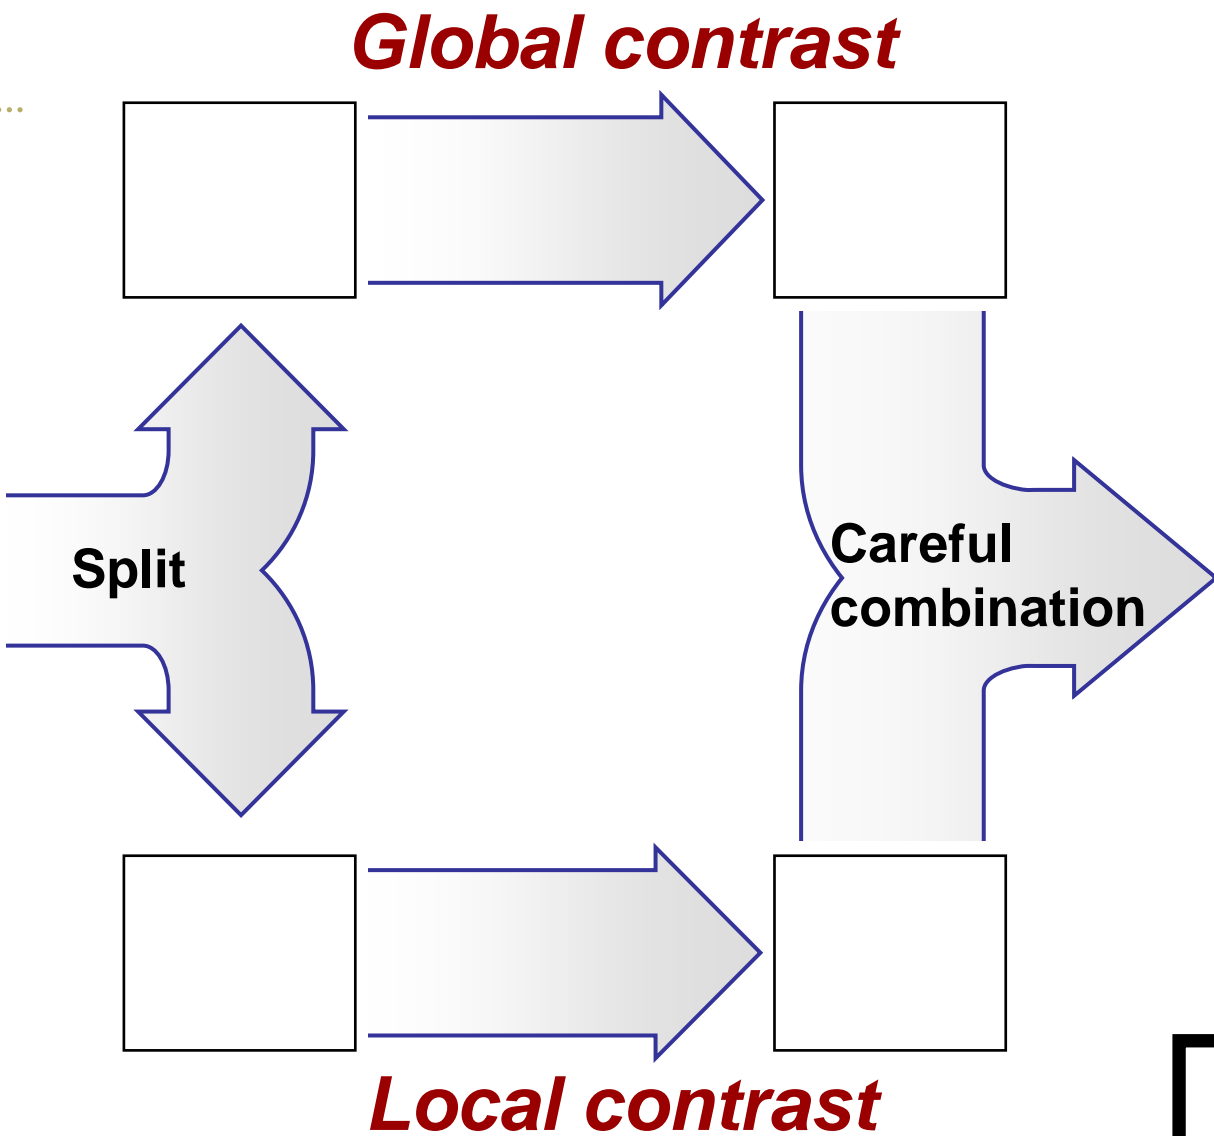 Global contrast
Split
Careful
combination
Local contrast